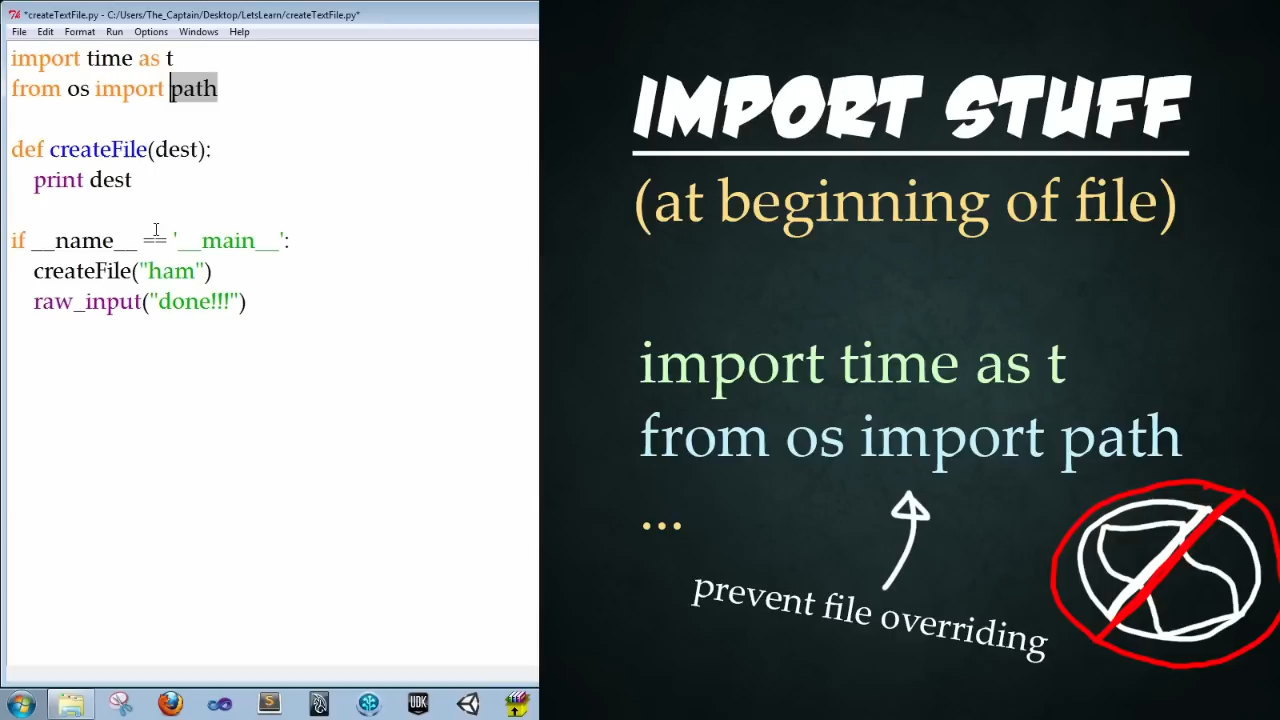 *createTextFile.py - C:/Users/The_Captain/Desktop/LetsLearn/createTextFile.py*
File Edit Format Run Options Windows Help
import time as t
from os import path
def createFile(dest):
print dest
if __name__ == '__main__':
createFile("ham")
raw_input("done!!!")
IMPORT STUFF
(at beginning of file)
import time as t
from os import path
...
prevent file overriding
UDK